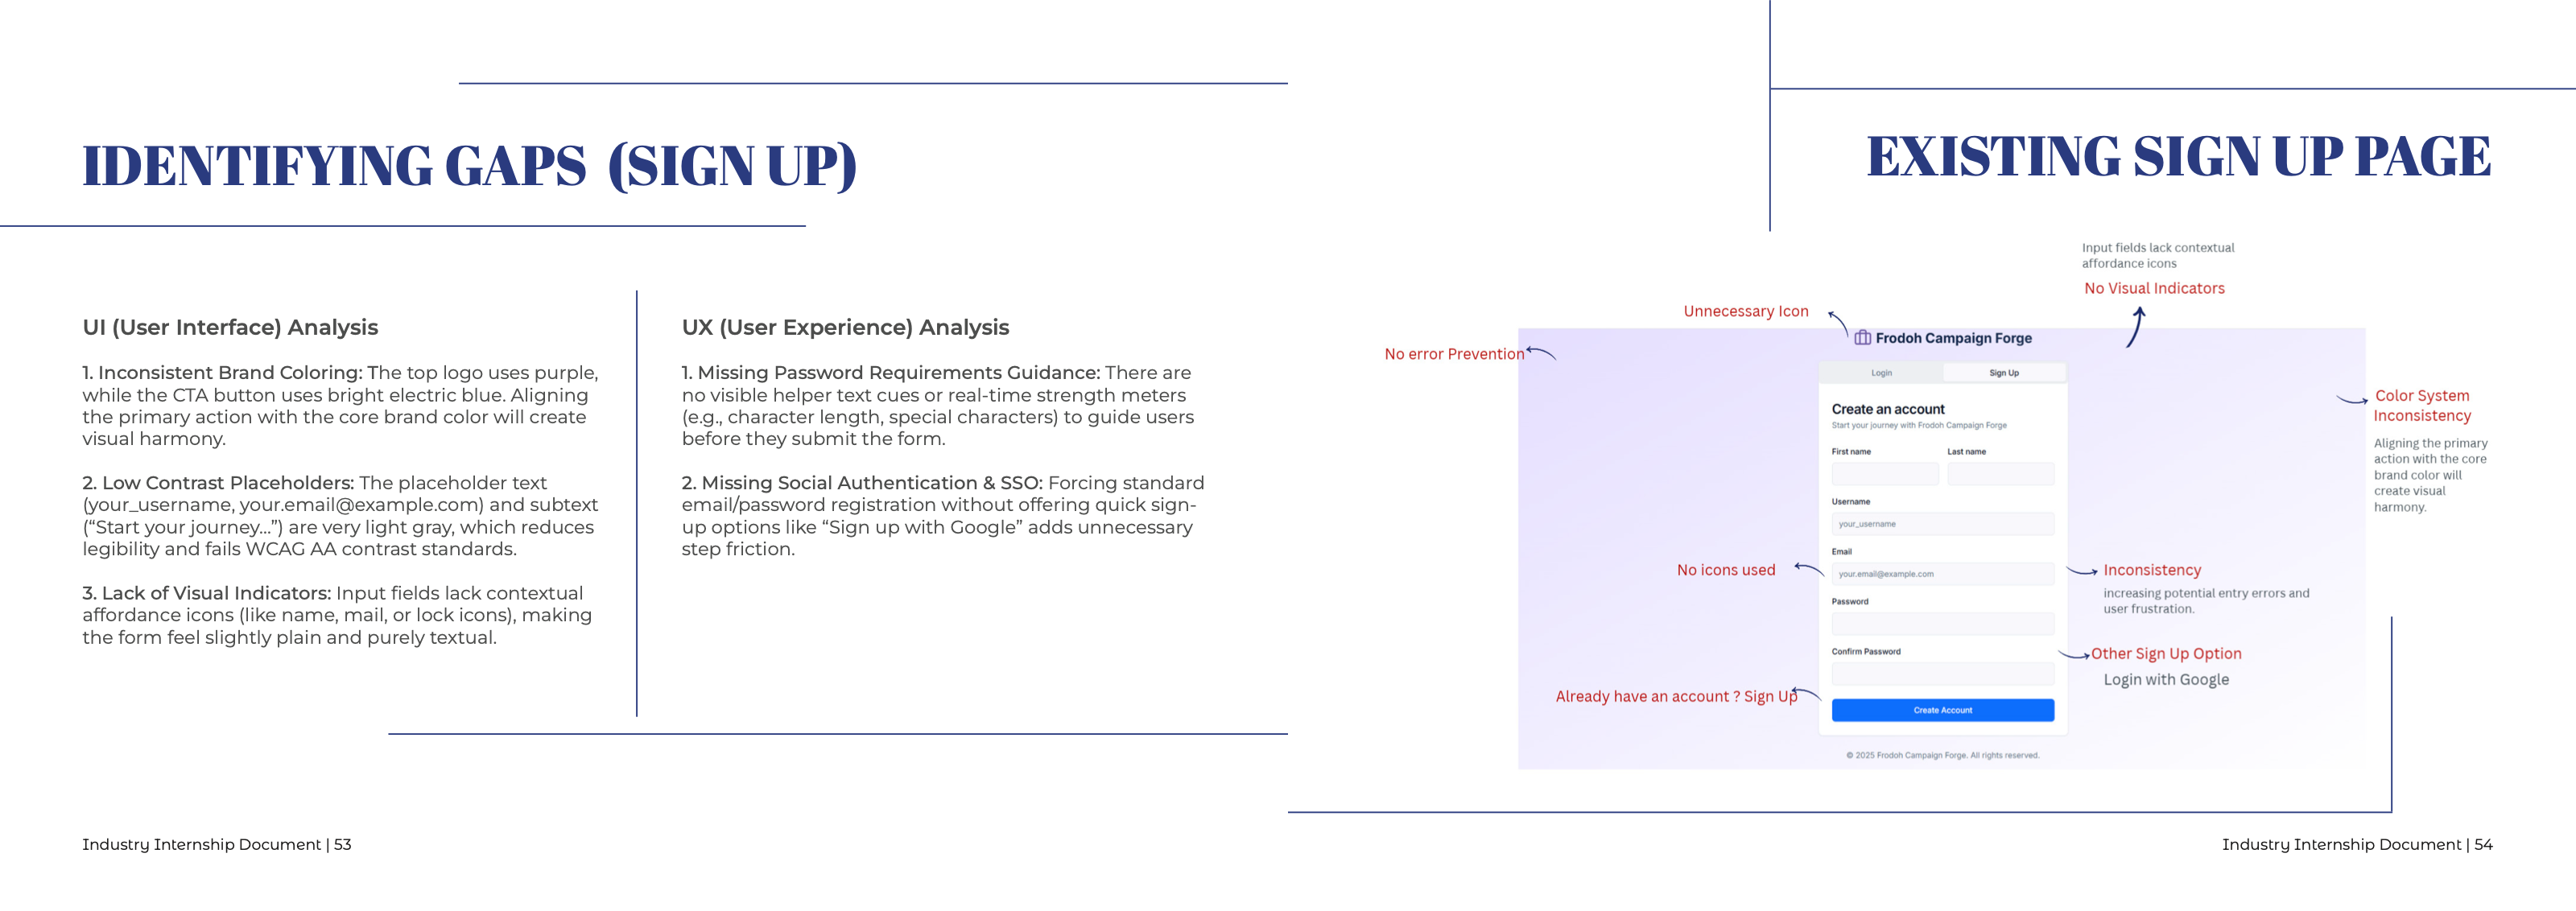 IDENTIFYING GAPS (SIGN UP)
UI (User Interface) Analysis
1. Inconsistent Brand Coloring: The top logo uses purple,
while the CTA button uses bright electric blue. Aligning
the primary action with the core brand color will create
visual harmony.
2. Low Contrast Placeholders: The placeholder text
(your_username, your.email@example.com) and subtext
(“Start your journey...”) are very light gray, which reduces
legibility and fails WCAG AA contrast standards.
3. Lack of Visual Indicators: Input fields lack contextual
affordance icons (like name, mail, or lock icons), making
the form feel slightly plain and purely textual.
UX (User Experience) Analysis
1. Missing Password Requirements Guidance: There are
no visible helper text cues or real-time strength meters
(e.g., character length, special characters) to guide users
before they submit the form.
2. Missing Social Authentication & SSO: Forcing standard
email/password registration without offering quick sign-
up options like “Sign up with Google” adds unnecessary
step friction.
Industry Internship Document | 53
EXISTING SIGN UP PAGE
Input fields lack contextual
affordance icons
No Visual Indicators
Unnecessary Icon
No error Prevention
Frodoh Campaign Forge
Login
Sign Up
Create an account
Start your journey with Frodoh Campaign Forge
First name
Last name
Username
your_username
Email
your.email@example.com
Password
Confirm Password
Create Account
© 2025 Frodoh Campaign Forge. All rights reserved.
No icons used
Already have an account ? Sign Up
Color System
Inconsistency
Aligning the primary
action with the core
brand color will
create visual
harmony.
Inconsistency
increasing potential entry errors and
user frustration.
Other Sign Up Option
Login with Google
Industry Internship Document | 54